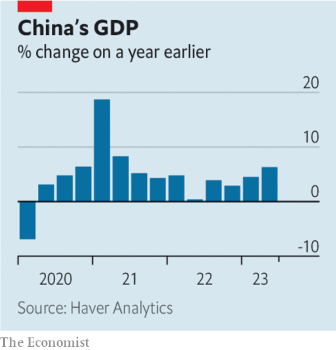 China's GDP
% change on a year earlier
20
10
0
-10
2020 21 22 23
Source: Haver Analytics
The Economist